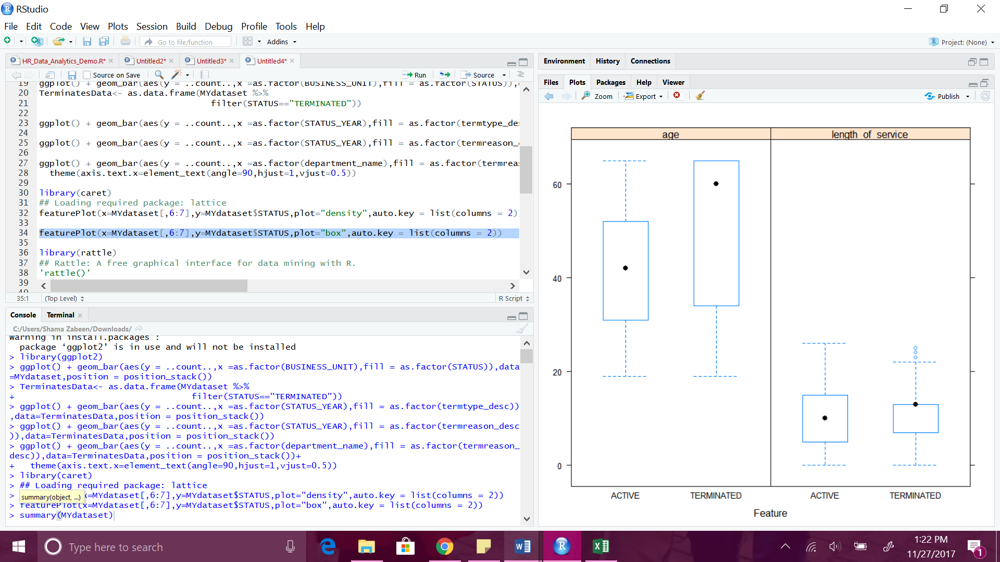 RStudio
File Edit Code View Plots Session Build Debug Profile Tools Help
Go to file/function Addins Project: (None)
HR_Data_Analytics_Demo.R* Untitled2* Untitled3* Untitled4*
Source on Save Run Source
19 ggplot() + geom_bar(aes(y = ..count..,x =as.factor(BUSINESS_UNIT),fill = as.factor(STATUS)),
20 TerminatesData<- as.data.frame(MYdataset %>%
21 filter(STATUS=="TERMINATED"))
22
23 ggplot() + geom_bar(aes(y = ..count..,x =as.factor(STATUS_YEAR),fill = as.factor(termtype_des
24
25 ggplot() + geom_bar(aes(y = ..count..,x =as.factor(STATUS_YEAR),fill = as.factor(termreason_
26
27 ggplot() + geom_bar(aes(y = ..count..,x =as.factor(department_name),fill = as.factor(termreas
28 theme(axis.text.x=element_text(angle=90,hjust=1,vjust=0.5))
29
30 library(caret)
31 ## Loading required package: lattice
32 featurePlot(x=MYdataset[,6:7],y=MYdataset$STATUS,plot="density",auto.key = list(columns = 2)
33
34 featurePlot(x=MYdataset[,6:7],y=MYdataset$STATUS,plot="box",auto.key = list(columns = 2))
35
36 library(rattle)
37 ## Rattle: A free graphical interface for data mining with R.
38 'rattle()'
39
40
35:1 (Top Level) R Script
Console Terminal
C:/Users/Shama Zabeen/Downloads/
Warning in install.packages :
package ‘ggplot2’ is in use and will not be installed
> library(ggplot2)
> ggplot() + geom_bar(aes(y = ..count..,x =as.factor(BUSINESS_UNIT),fill = as.factor(STATUS)),data
=MYdataset,position = position_stack())
> TerminatesData<- as.data.frame(MYdataset %>%
+ filter(STATUS=="TERMINATED"))
> ggplot() + geom_bar(aes(y = ..count..,x =as.factor(STATUS_YEAR),fill = as.factor(termtype_desc))
,data=TerminatesData,position = position_stack())
> ggplot() + geom_bar(aes(y = ..count..,x =as.factor(STATUS_YEAR),fill = as.factor(termreason_desc
)),data=TerminatesData,position = position_stack())
> ggplot() + geom_bar(aes(y = ..count..,x =as.factor(department_name),fill = as.factor(termreason_
desc)),data=TerminatesData,position = position_stack())+
+ theme(axis.text.x=element_text(angle=90,hjust=1,vjust=0.5))
> library(caret)
> ## Loading required package: lattice
> summary(object, ...) x=MYdataset[,6:7],y=MYdataset$STATUS,plot="density",auto.key = list(columns = 2))
> featurePlot(x=MYdataset[,6:7],y=MYdataset$STATUS,plot="box",auto.key = list(columns = 2))
> summary(MYdataset)
Environment History Connections
Files Plots Packages Help Viewer
Zoom Export Publish
age length_of_service
60
40
20
0
ACTIVE TERMINATED ACTIVE TERMINATED
Feature
Type here to search
1:22 PM
11/27/2017
1